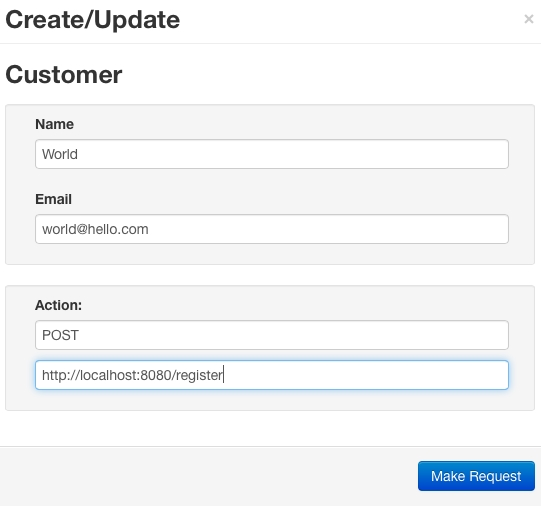 Create/Update
×
Customer
Name
World
Email
world@hello.com
Action:
POST
http://localhost:8080/register
Make Request